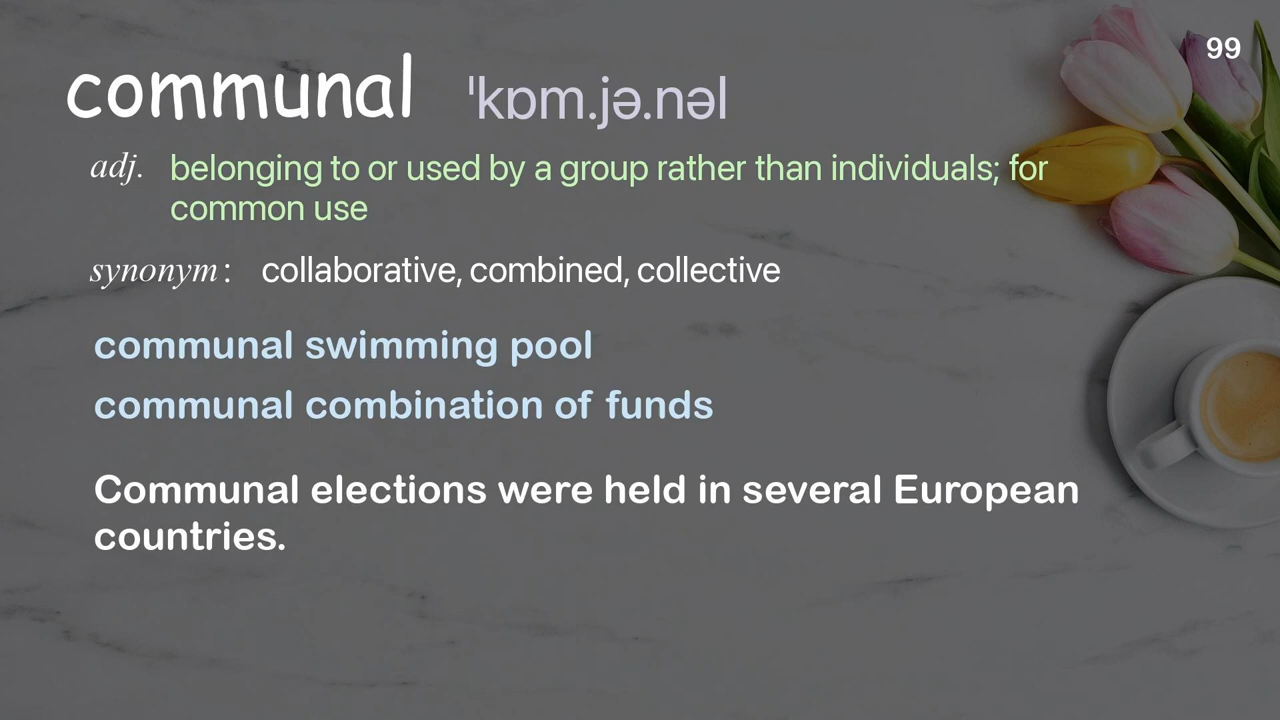 99
communal ˈkɒm.jə.nəl
adj. belonging to or used by a group rather than individuals; for
common use
synonym: collaborative, combined, collective
communal swimming pool
communal combination of funds
Communal elections were held in several European
countries.